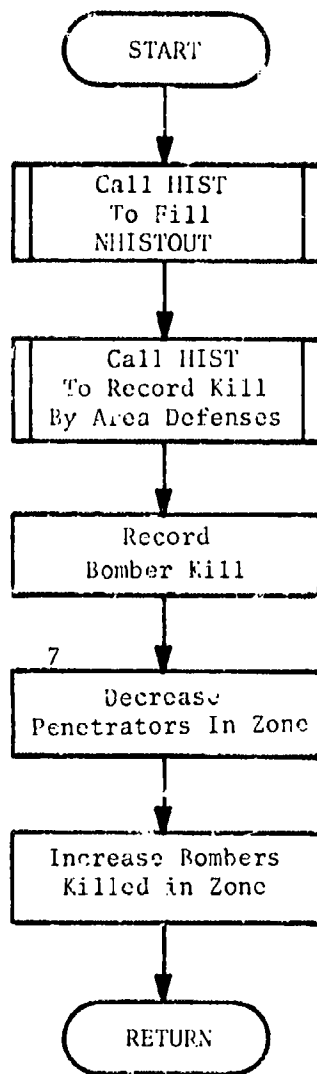 START
Call HIST
To Fill
NHISTOUT
Call HIST
To Record Kill
By Area Defenses
Record
Bomber Kill
7
Decrease
Penetrators In Zone
Increase Bombers
Killed in Zone
RETURN